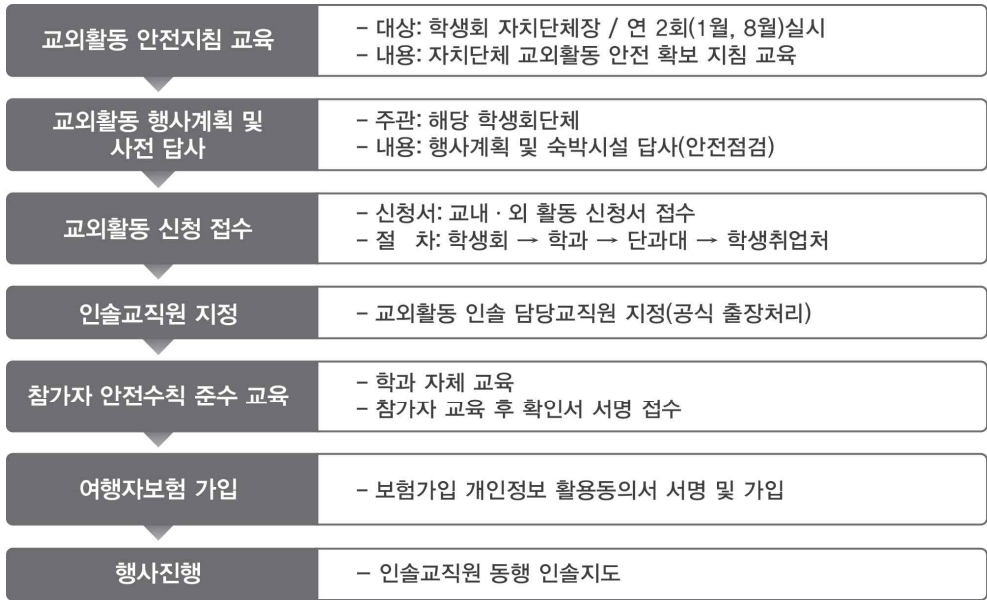 교외활동 안전지침 교육
– 대상: 학생회 자치단체장 / 연 2회(1월, 8월)실시
– 내용: 자치단체 교외활동 안전 확보 지침 교육
교외활동 행사계획 및
사전 답사
– 주관: 해당 학생회단체
– 내용: 행사계획 및 숙박시설 답사(안전점검)
교외활동 신청 접수
– 신청서: 교내 · 외 활동 신청서 접수
– 절 차: 학생회 → 학과 → 단과대 → 학생취업처
인솔교직원 지정
– 교외활동 인솔 담당교직원 지정(공식 출장처리)
참가자 안전수칙 준수 교육
– 학과 자체 교육
– 참가자 교육 후 확인서 서명 접수
여행자보험 가입
– 보험가입 개인정보 활용동의서 서명 및 가입
행사진행
– 인솔교직원 동행 인솔지도